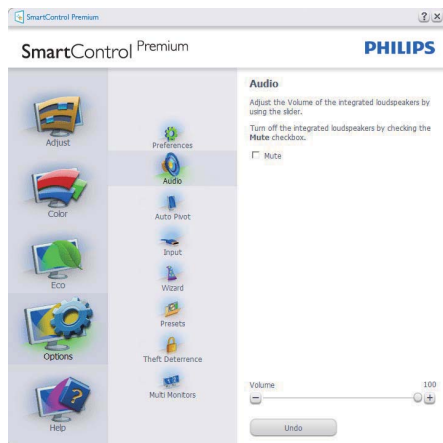 SmartControl Premium
? x
SmartControl Premium
PHILIPS
Adjust
Color
Eco
Options
Help
Preferences
Audio
Auto Pivot
Input
Wizard
Presets
Theft Deterrence
Multi Monitors
Audio
Adjust the Volume of the integrated loudspeakers by
using the slider.
Turn off the integrated loudspeakers by checking the
Mute checkbox.
Mute
Volume 100
Undo